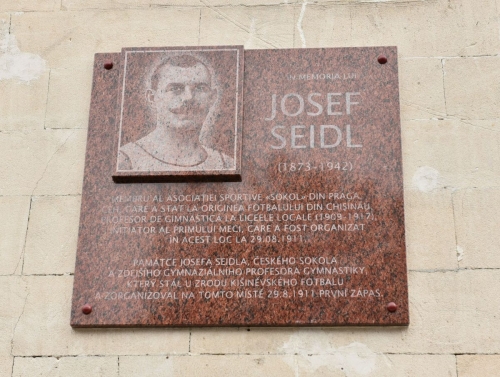 IN MEMORIA LUI
JOSEF
SEIDL
(1873-1942)
MEMBRU AL ASOCIAȚIEI SPORTIVE «SOKOL» DIN PRAGA,
CARE A STAT LA ORIGINEA FOTBALULUI DIN CHIȘINĂU,
PROFESOR DE GIMNASTICĂ LA LICEELE LOCALE (1909-1917),
INIȚIATOR AL PRIMULUI MECI, CARE A FOST ORGANIZAT
ÎN ACEST LOC LA 29.08.1911.
PAMÁTCE JOSEFA SEIDLA, ČESKÉHO SOKOLA
A ZDEJŠÍHO GYMNAZIÁLNÍHO PROFESORA GYMNASTIKY,
KTERÝ STÁL U ZRODU KIŠINĚVSKÉHO FOTBALU
A ZORGANIZOVAL NA TOMTO MÍSTĚ 29.8.1911 PRVNÍ ZÁPAS.